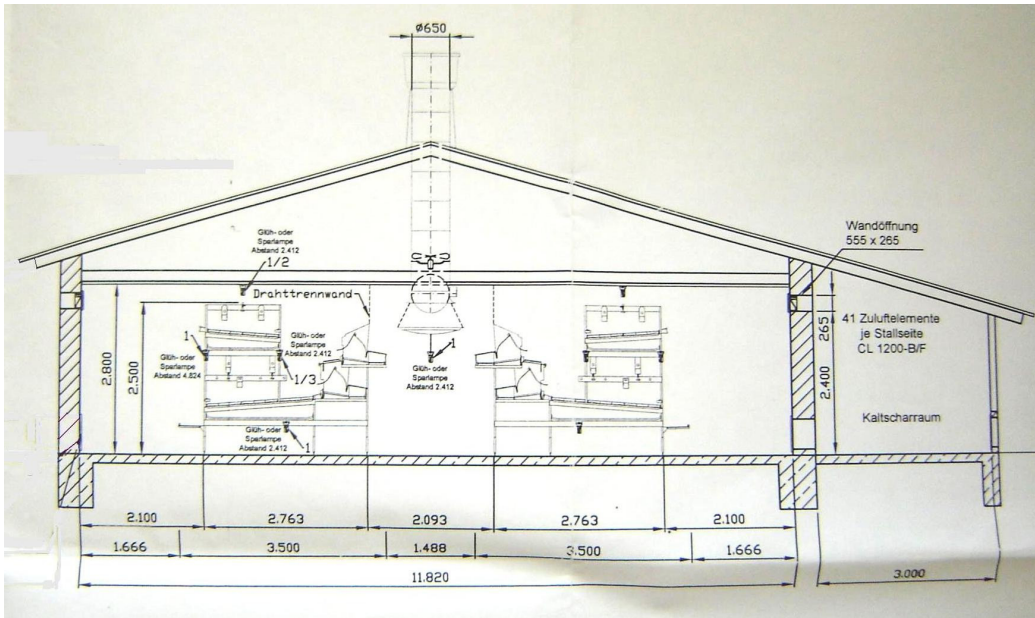 ø650
Wandöffnung
555 x 265
Glüh- oder
Sparlampe
Abstand 2.412
1/2
Drahttrennwand
1
Glüh- oder
Sparlampe
Abstand 2.412
Glüh- oder
Sparlampe
Abstand 4.824
1/3
1
Glüh- oder
Sparlampe
Abstand 2.412
Glüh- oder
Sparlampe
Abstand 2.412
1
2.800
2.500
265
2.400
41 Zuluftelemente
je Stallseite
CL 1200-B/F
Kaltscharraum
2.100
2.763
2.093
2.763
2.100
1.666
3.500
1.488
3.500
1.666
11.820
3.000